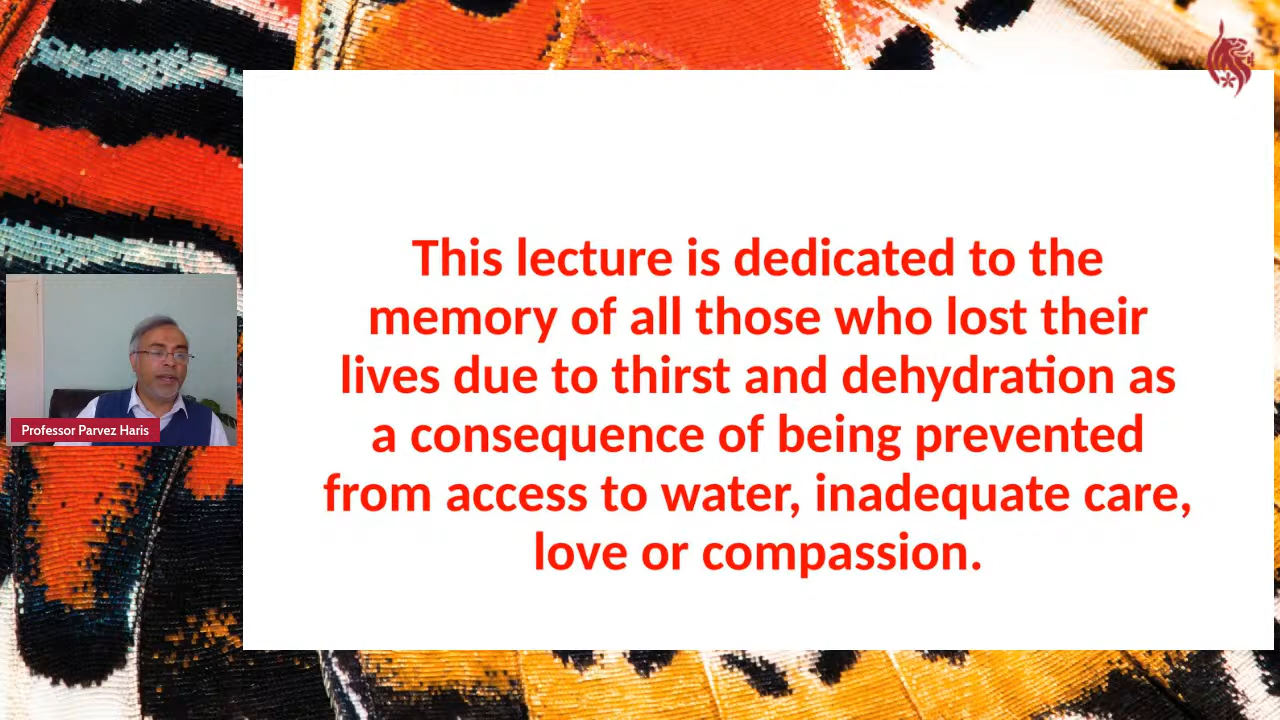 This lecture is dedicated to the
memory of all those who lost their
lives due to thirst and dehydration as
a consequence of being prevented
from access to water, inadequate care,
love or compassion.
Professor Parvez Haris